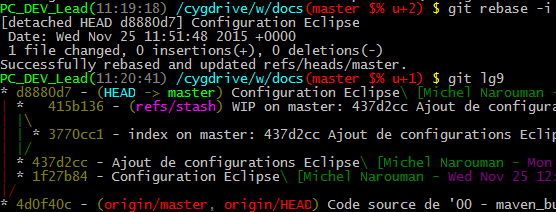 PC_DEV_Lead(11:19:18) /cygdrive/w/docs(master $% u+2) $ git rebase -i
[detached HEAD d8880d7] Configuration Eclipse
Date: Wed Nov 25 11:51:48 2015 +0000
1 file changed, 0 insertions(+), 0 deletions(-)
Successfully rebased and updated refs/heads/master.
PC_DEV_Lead(11:20:41) /cygdrive/w/docs(master $% u+1) $ git lg9
* d8880d7 - (HEAD -> master) Configuration Eclipse\ [Michel Narouman -
| * 415b136 - (refs/stash) WIP on master: 437d2cc Ajout de configura
| |\
| | * 3770cc1 - index on master: 437d2cc Ajout de configurations Ecli
| |/
| * 437d2cc - Ajout de configurations Eclipse\ [Michel Narouman - Mon
| * 1f27b84 - Configuration Eclipse\ [Michel Narouman - Wed Nov 25 12:
|/
* 4d0f40c - (origin/master, origin/HEAD) Code source de '00 - maven_b